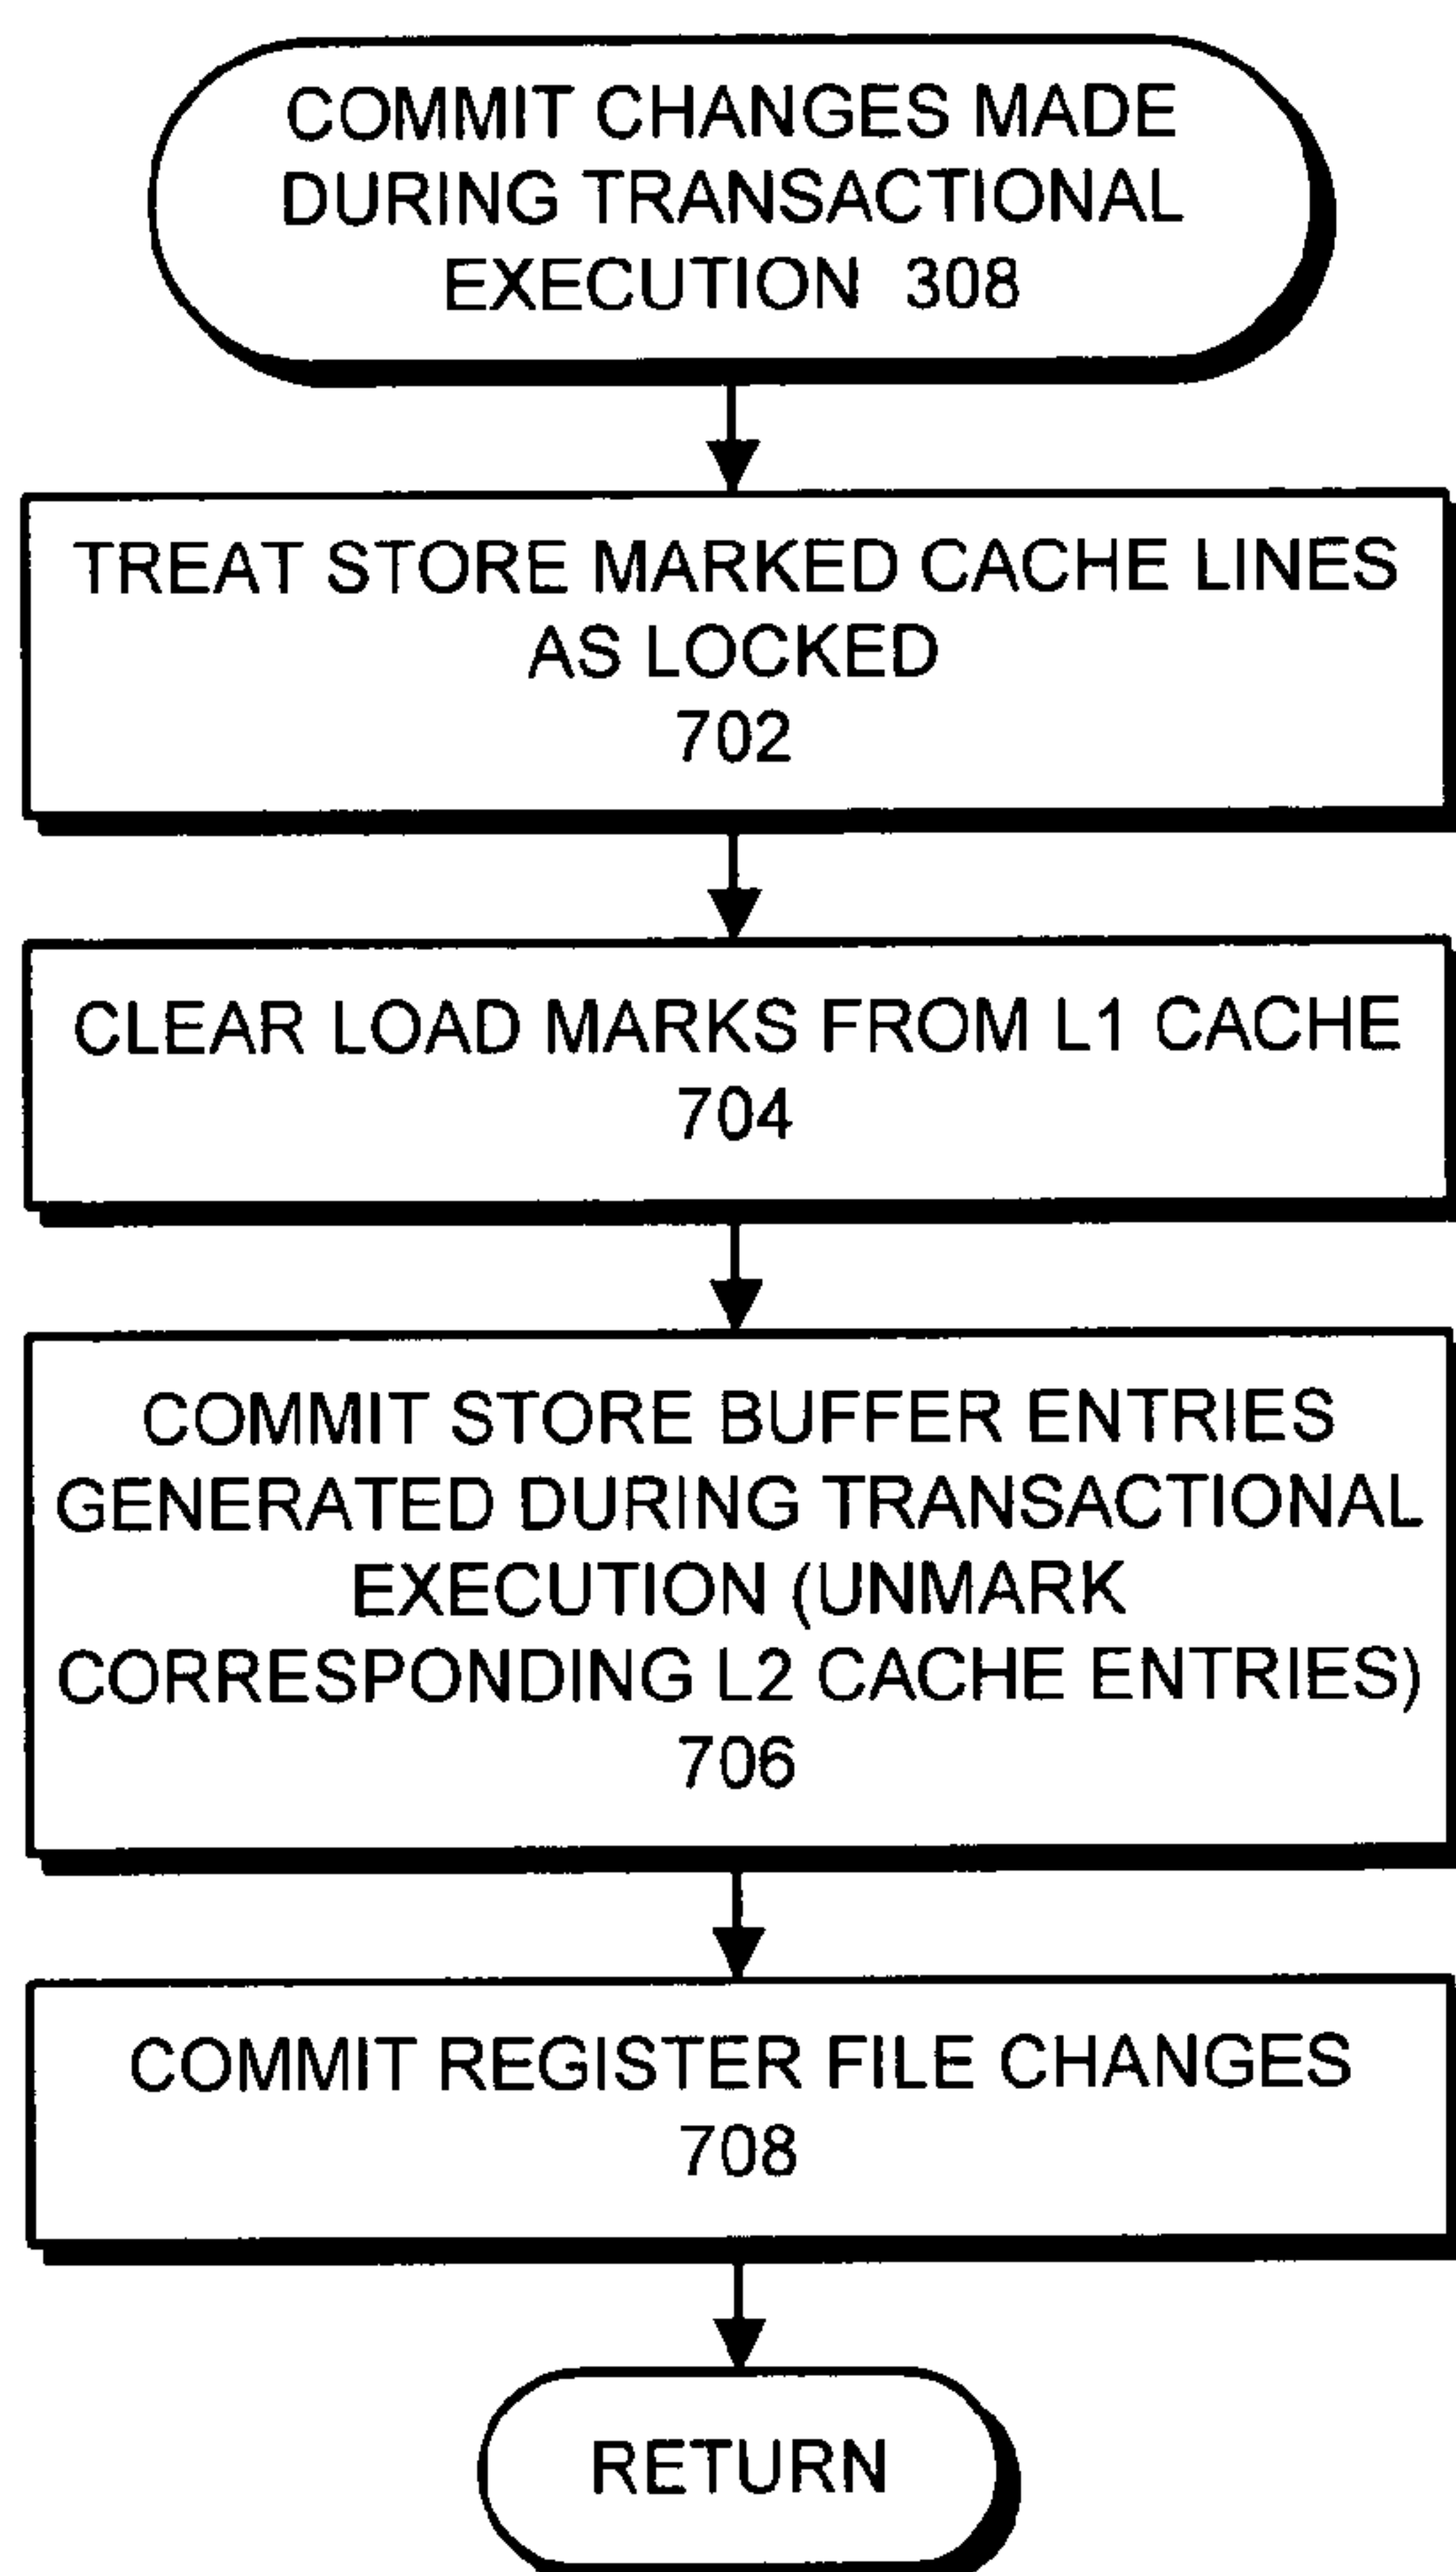 COMMIT CHANGES MADE
DURING TRANSACTIONAL
EXECUTION 308
TREAT STORE MARKED CACHE LINES
AS LOCKED
702
CLEAR LOAD MARKS FROM L1 CACHE
704
COMMIT STORE BUFFER ENTRIES
GENERATED DURING TRANSACTIONAL
EXECUTION (UNMARK
CORRESPONDING L2 CACHE ENTRIES)
706
COMMIT REGISTER FILE CHANGES
708
RETURN